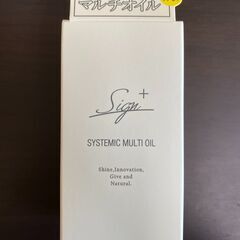 マルチオイル
Sign+
SYSTEMIC MULTI OIL
Shine,Innovation,
Give and
Natural.